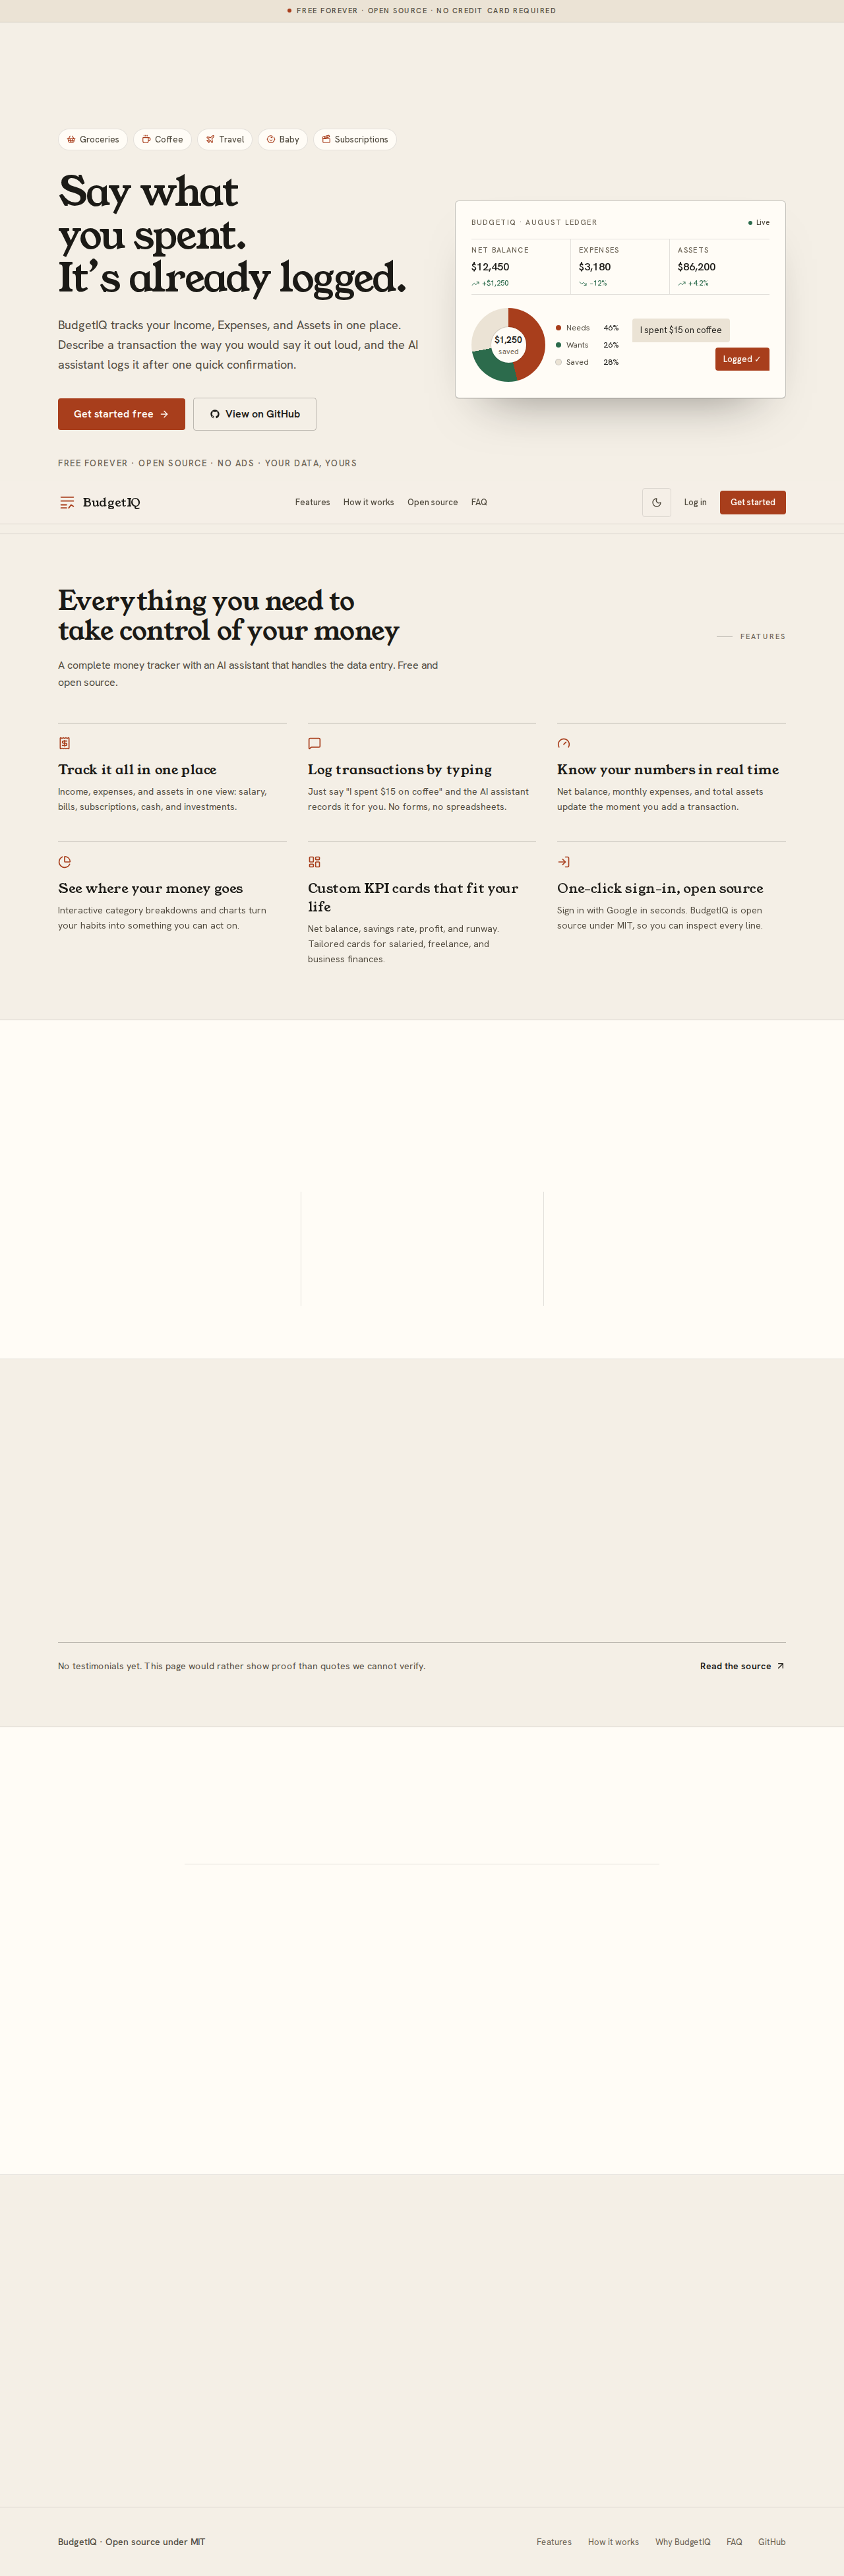 FREE FOREVER · OPEN SOURCE · NO CREDIT CARD REQUIRED
Groceries
Coffee
Travel
Baby
Subscriptions
Say what
you spent.
It’s already logged.
BudgetIQ tracks your Income, Expenses, and Assets in one place.
Describe a transaction the way you would say it out loud, and the AI
assistant logs it after one quick confirmation.
Get started free →
View on GitHub
FREE FOREVER · OPEN SOURCE · NO ADS · YOUR DATA, YOURS
BUDGETIQ · AUGUST LEDGER
Live
NET BALANCE
$12,450
+$1,250
EXPENSES
$3,180
−12%
ASSETS
$86,200
+4.2%
$1,250
saved
Needs 46%
Wants 26%
Saved 28%
I spent $15 on coffee
Logged ✓
BudgetIQ
Features
How it works
Open source
FAQ
Log in
Get started
Everything you need to
take control of your money
FEATURES
A complete money tracker with an AI assistant that handles the data entry. Free and
open source.
Track it all in one place
Income, expenses, and assets in one view: salary,
bills, subscriptions, cash, and investments.
Log transactions by typing
Just say "I spent $15 on coffee" and the AI assistant
records it for you. No forms, no spreadsheets.
Know your numbers in real time
Net balance, monthly expenses, and total assets
update the moment you add a transaction.
See where your money goes
Interactive category breakdowns and charts turn
your habits into something you can act on.
Custom KPI cards that fit your
life
Net balance, savings rate, profit, and runway.
Tailored cards for salaried, freelance, and
business finances.
One-click sign-in, open source
Sign in with Google in seconds. BudgetIQ is open
source under MIT, so you can inspect every line.
No testimonials yet. This page would rather show proof than quotes we cannot verify.
Read the source ↗
BudgetIQ · Open source under MIT
Features
How it works
Why BudgetIQ
FAQ
GitHub